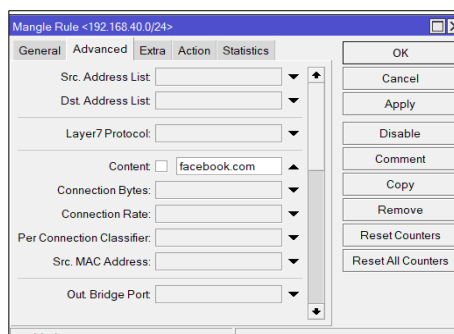 Mangle Rule <192.168.40.0/24>
General Advanced Extra Action Statistics
Src. Address List:
Dst. Address List:
Layer7 Protocol:
Content: facebook.com
Connection Bytes:
Connection Rate:
Per Connection Classifier:
Src. MAC Address:
Out. Bridge Port:
OK
Cancel
Apply
Disable
Comment
Copy
Remove
Reset Counters
Reset All Counters